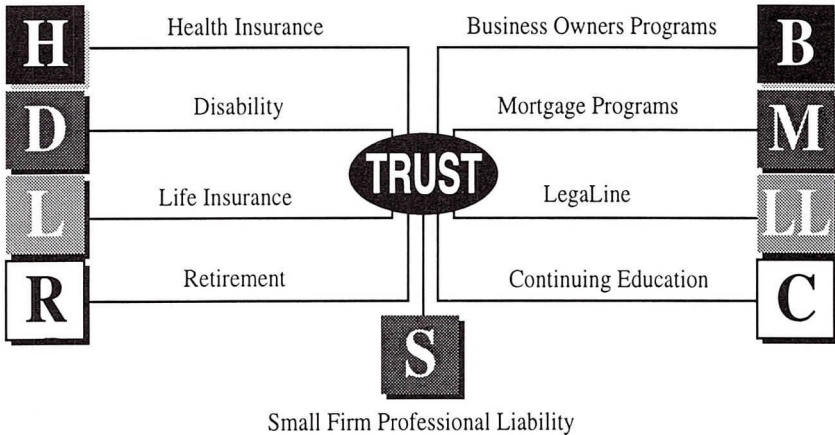 H Health Insurance Business Owners Programs B
D Disability Mortgage Programs M
TRUST
L Life Insurance LegaLine LL
R Retirement Continuing Education C
S
Small Firm Professional Liability